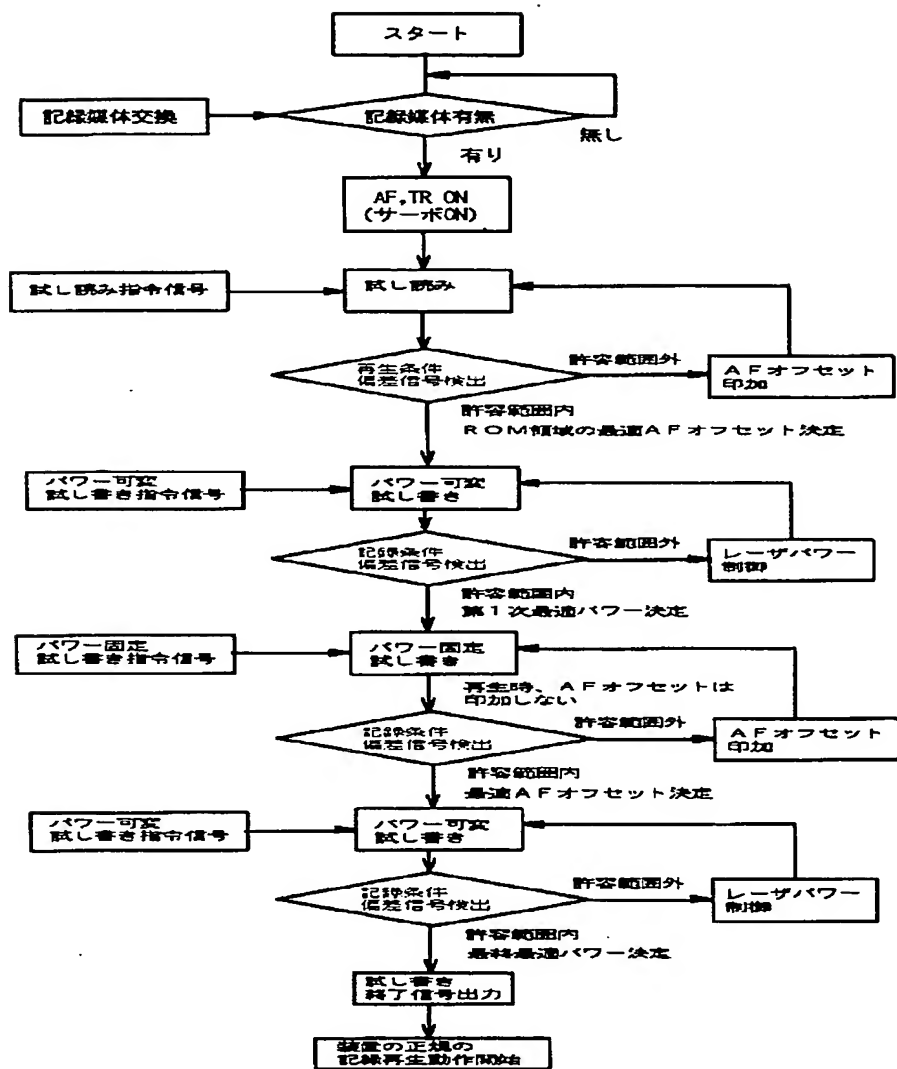 スタート
記録媒体交換
記録媒体有無
無し
有り
AF,TR ON
(サーボON)
試し読み指令信号
試し読み
再生条件
偏差信号検出
許容範囲外
AFオフセット
印加
許容範囲内
ROM領域の最適AFオフセット決定
パワー可変
試し書き指令信号
パワー可変
試し書き
記録条件
偏差信号検出
許容範囲外
レーザパワー
制御
許容範囲内
第1次最適パワー決定
パワー固定
試し書き指令信号
パワー固定
試し書き
再生時、AFオフセットは
印加しない
記録条件
偏差信号検出
許容範囲外
AFオフセット
印加
許容範囲内
最適AFオフセット決定
パワー可変
試し書き指令信号
パワー可変
試し書き
記録条件
偏差信号検出
許容範囲外
レーザパワー
制御
許容範囲内
最終最適パワー決定
試し書き
終了信号出力
装置の正規の
記録再生動作開始